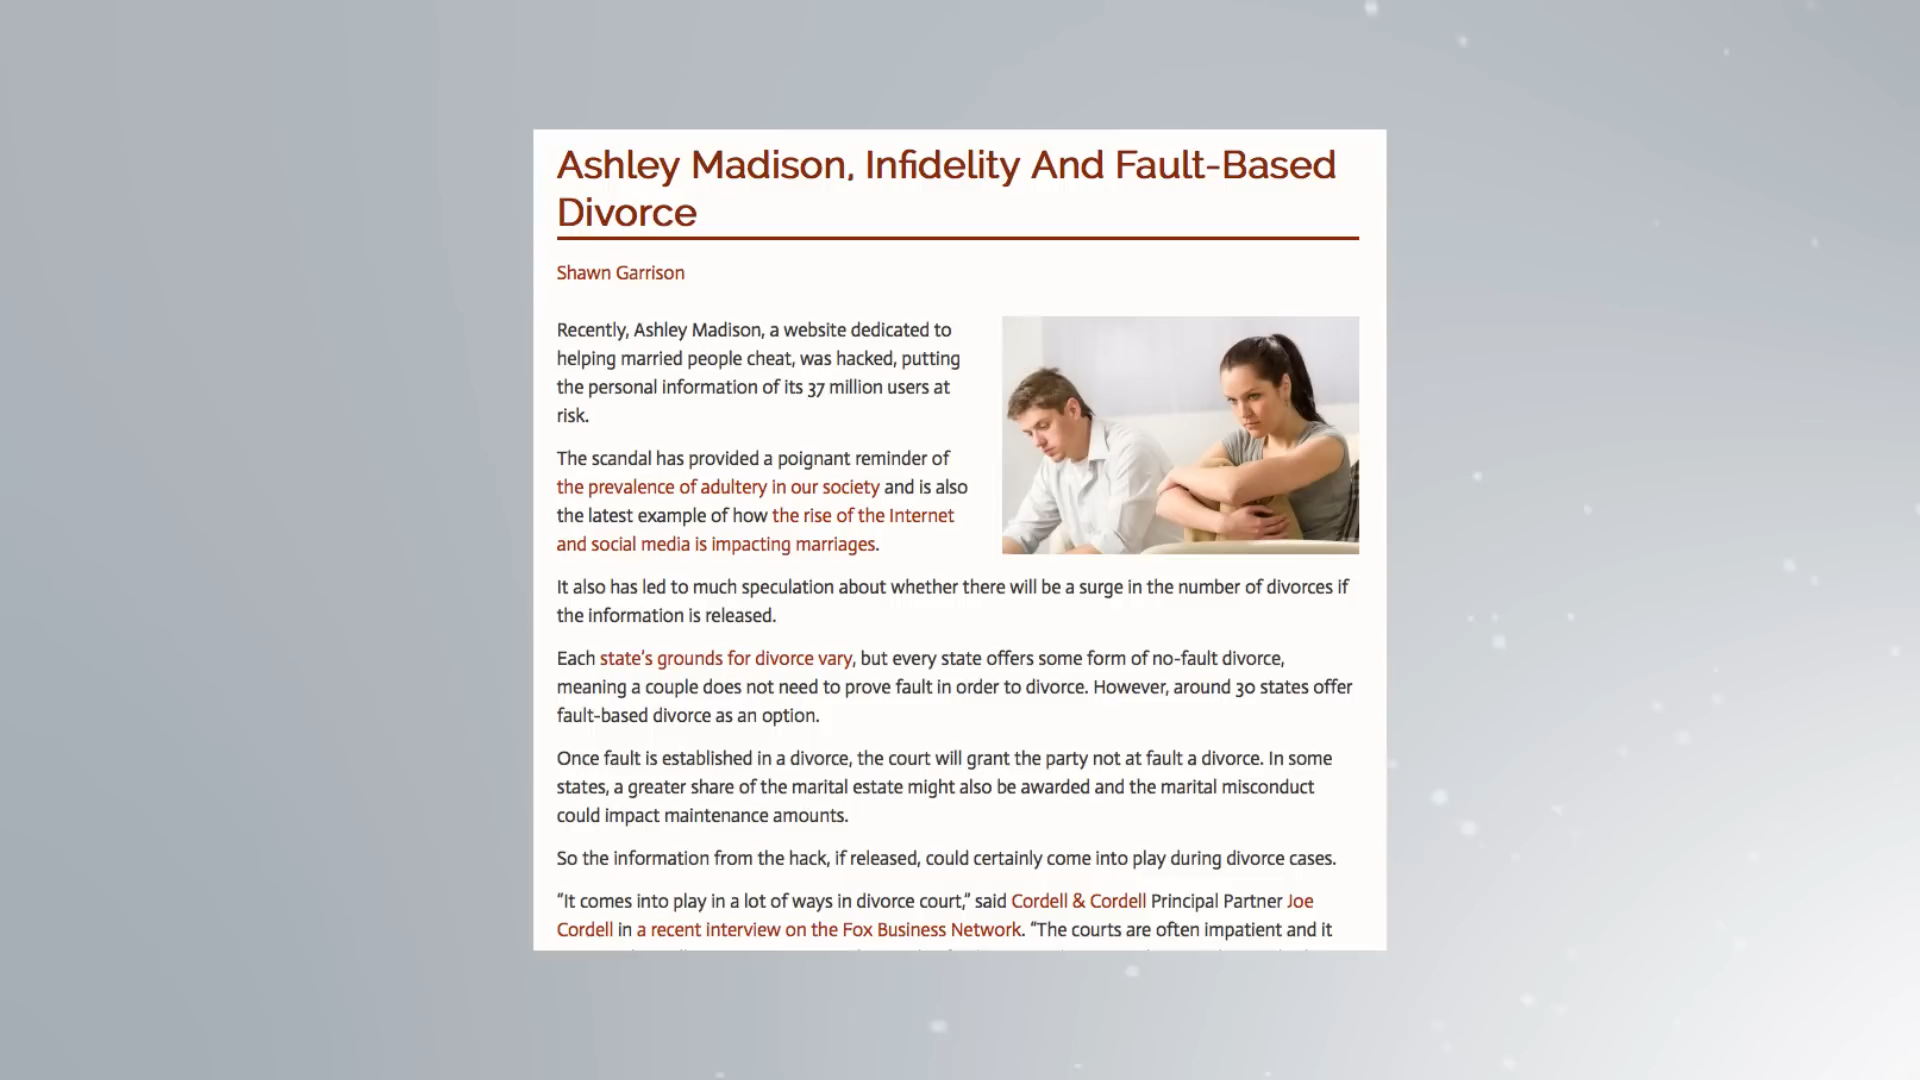 Ashley Madison, Infidelity And Fault-Based
Divorce
Shawn Garrison
Recently, Ashley Madison, a website dedicated to
helping married people cheat, was hacked, putting
the personal information of its 37 million users at
risk.
The scandal has provided a poignant reminder of
the prevalence of adultery in our society and is also
the latest example of how the rise of the Internet
and social media is impacting marriages.
It also has led to much speculation about whether there will be a surge in the number of divorces if
the information is released.
Each state’s grounds for divorce vary, but every state offers some form of no-fault divorce,
meaning a couple does not need to prove fault in order to divorce. However, around 30 states offer
fault-based divorce as an option.
Once fault is established in a divorce, the court will grant the party not at fault a divorce. In some
states, a greater share of the marital estate might also be awarded and the marital misconduct
could impact maintenance amounts.
So the information from the hack, if released, could certainly come into play during divorce cases.
“It comes into play in a lot of ways in divorce court,” said Cordell & Cordell Principal Partner Joe
Cordell in a recent interview on the Fox Business Network. “The courts are often impatient and it